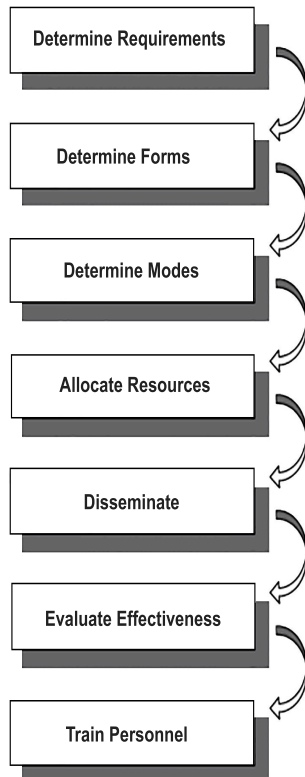 Determine Requirements
Determine Forms
Determine Modes
Allocate Resources
Disseminate
Evaluate Effectiveness
Train Personnel